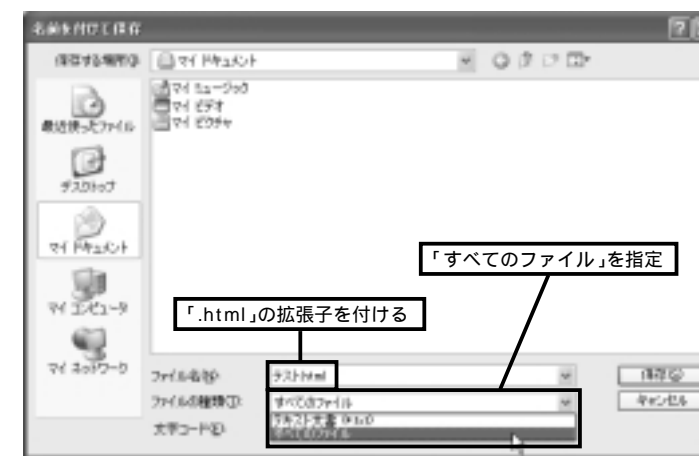 名前を付けて保存
保存する場所(I):
マイ ドキュメント
マイ ミュージック
マイ ビデオ
マイ ピクチャ
最近使ったファイル
デスクトップ
マイ ドキュメント
マイ コンピュータ
マイ ネットワーク
「すべてのファイル」を指定
「.html」の拡張子を付ける
ファイル名(N):
テスト.html
保存(S)
ファイルの種類(T):
すべてのファイル
キャンセル
テキスト文書 (*.txt)
すべてのファイル
文字コード(E):